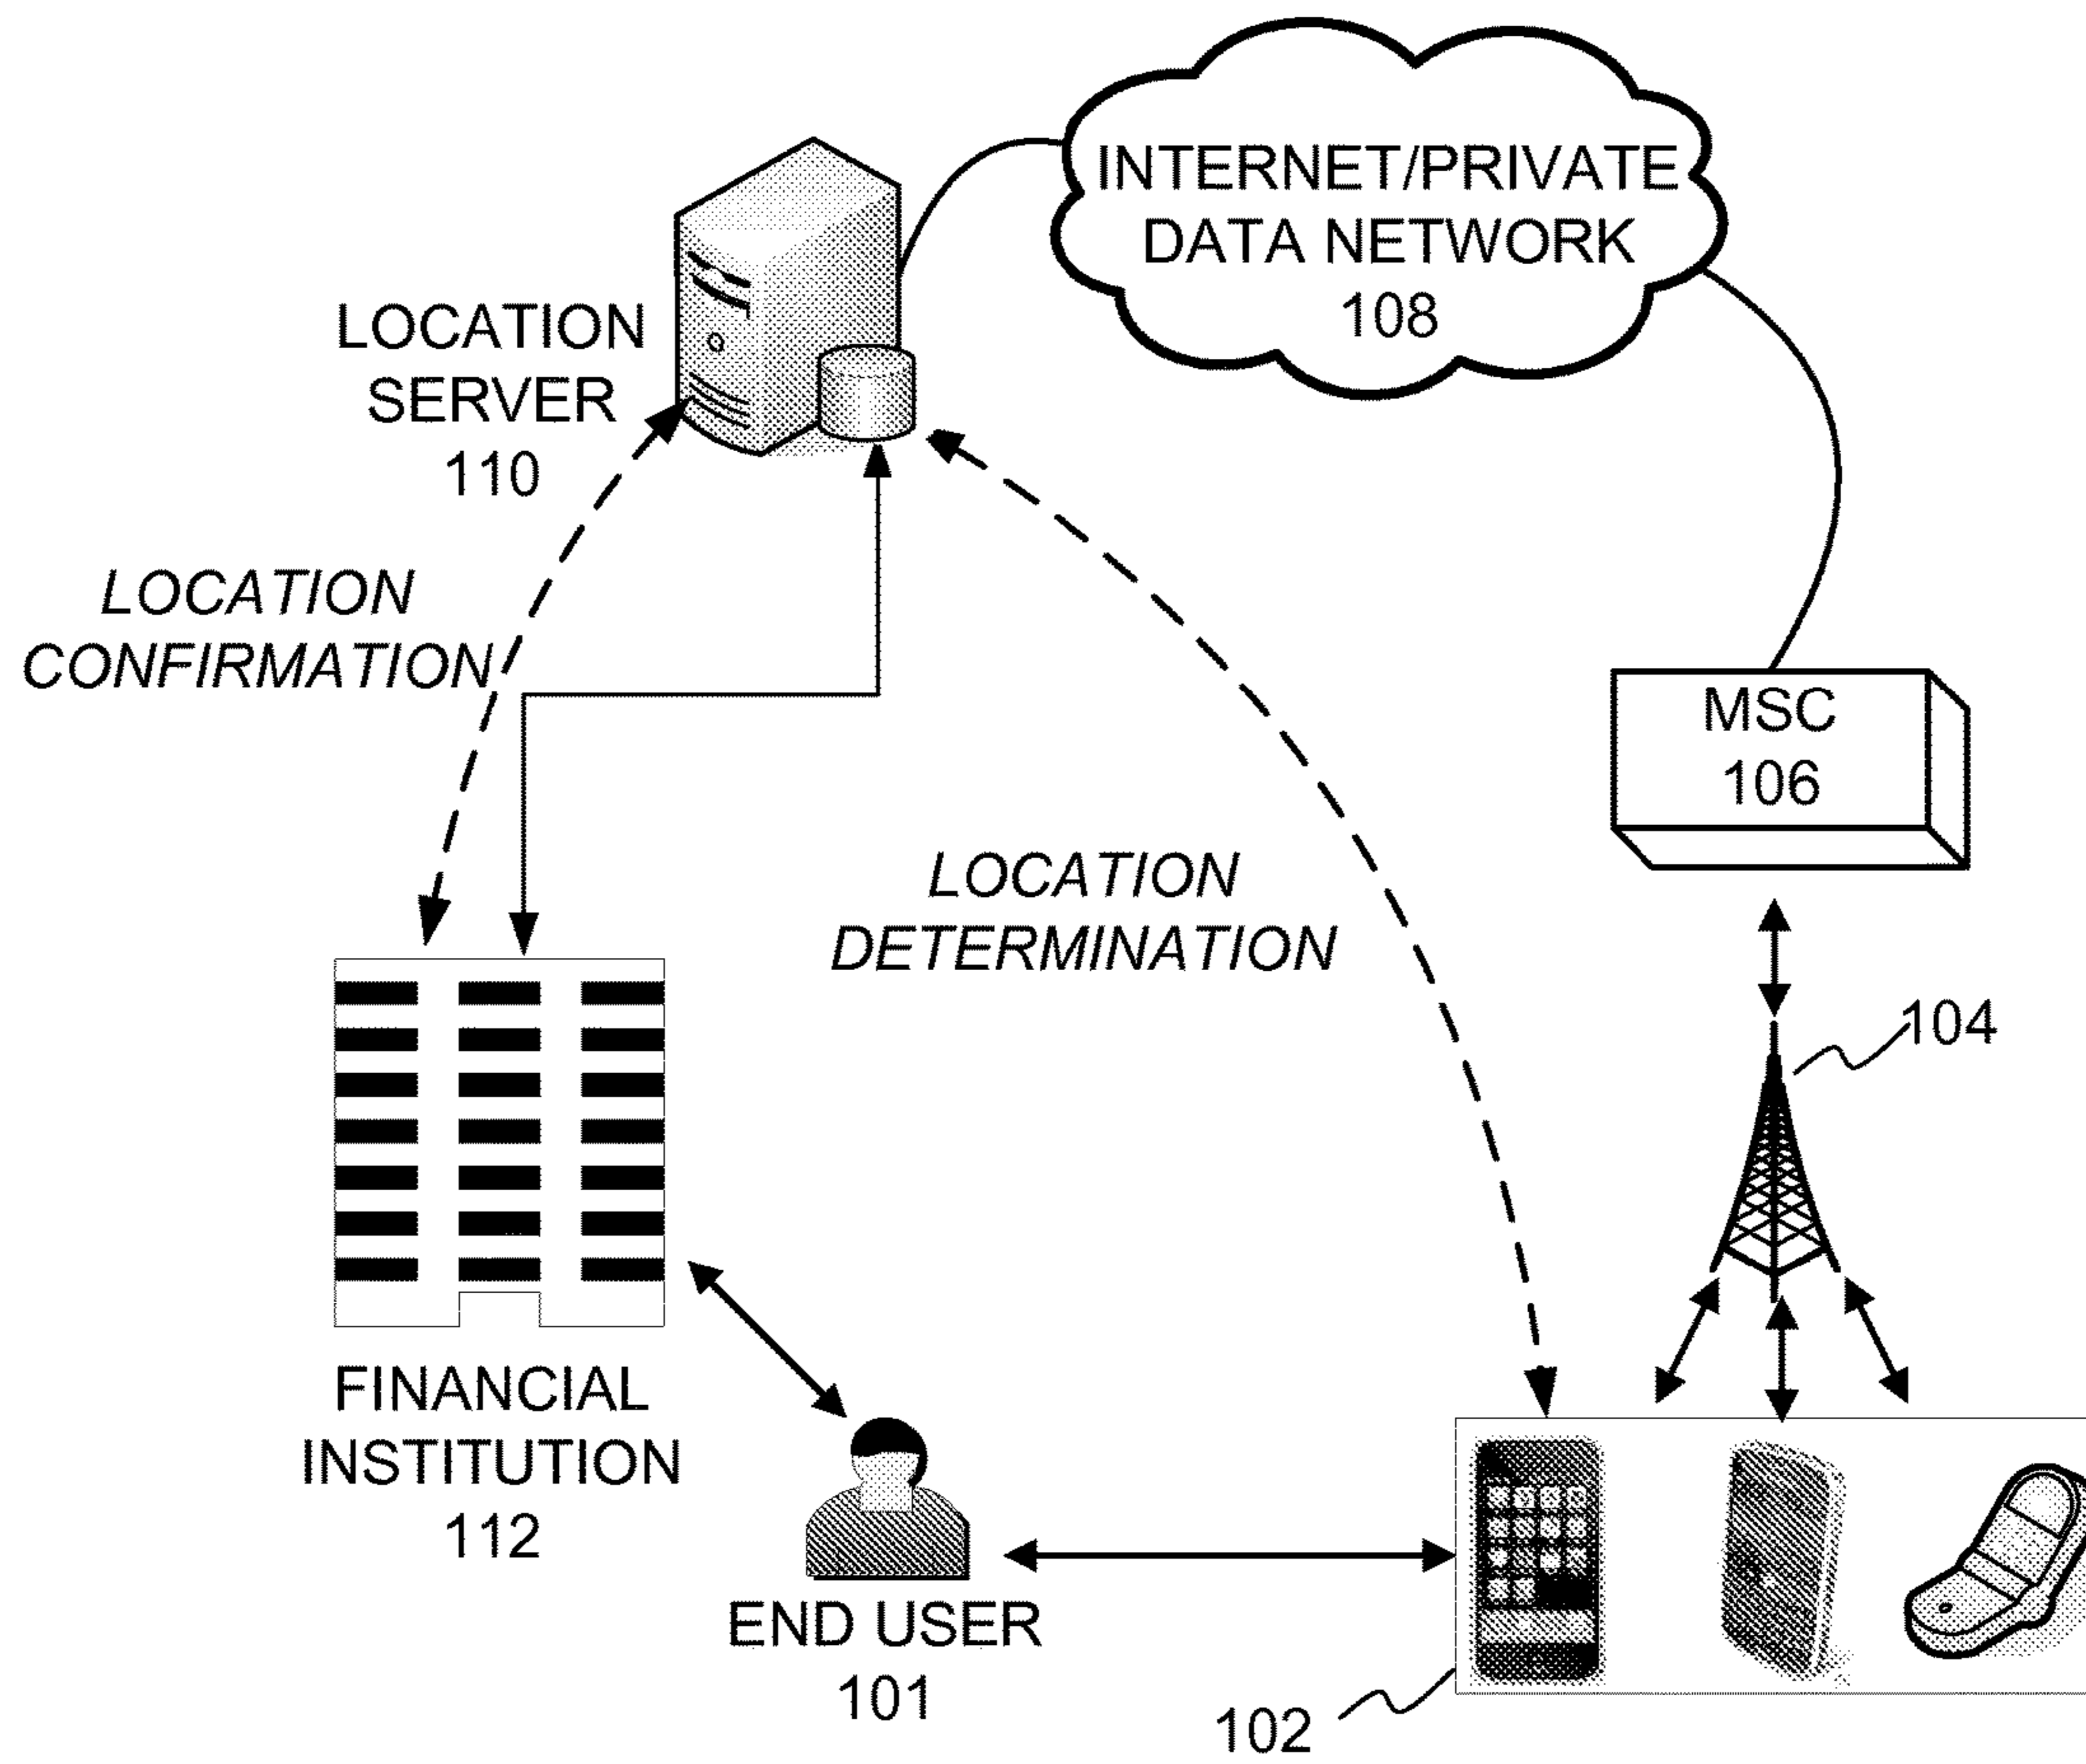 INTERNET/PRIVATE
DATA NETWORK
108
LOCATION
SERVER
110
LOCATION
CONFIRMATION
MSC
106
LOCATION
DETERMINATION
104
FINANCIAL
INSTITUTION
112
END USER
101
102